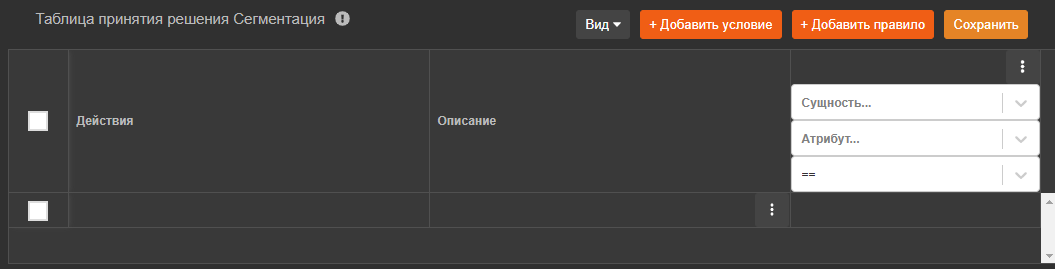 Таблица принятия решения Сегментация
Вид
+ Добавить условие
+ Добавить правило
Сохранить
Действия
Описание
Сущность...
Атрибут...
==